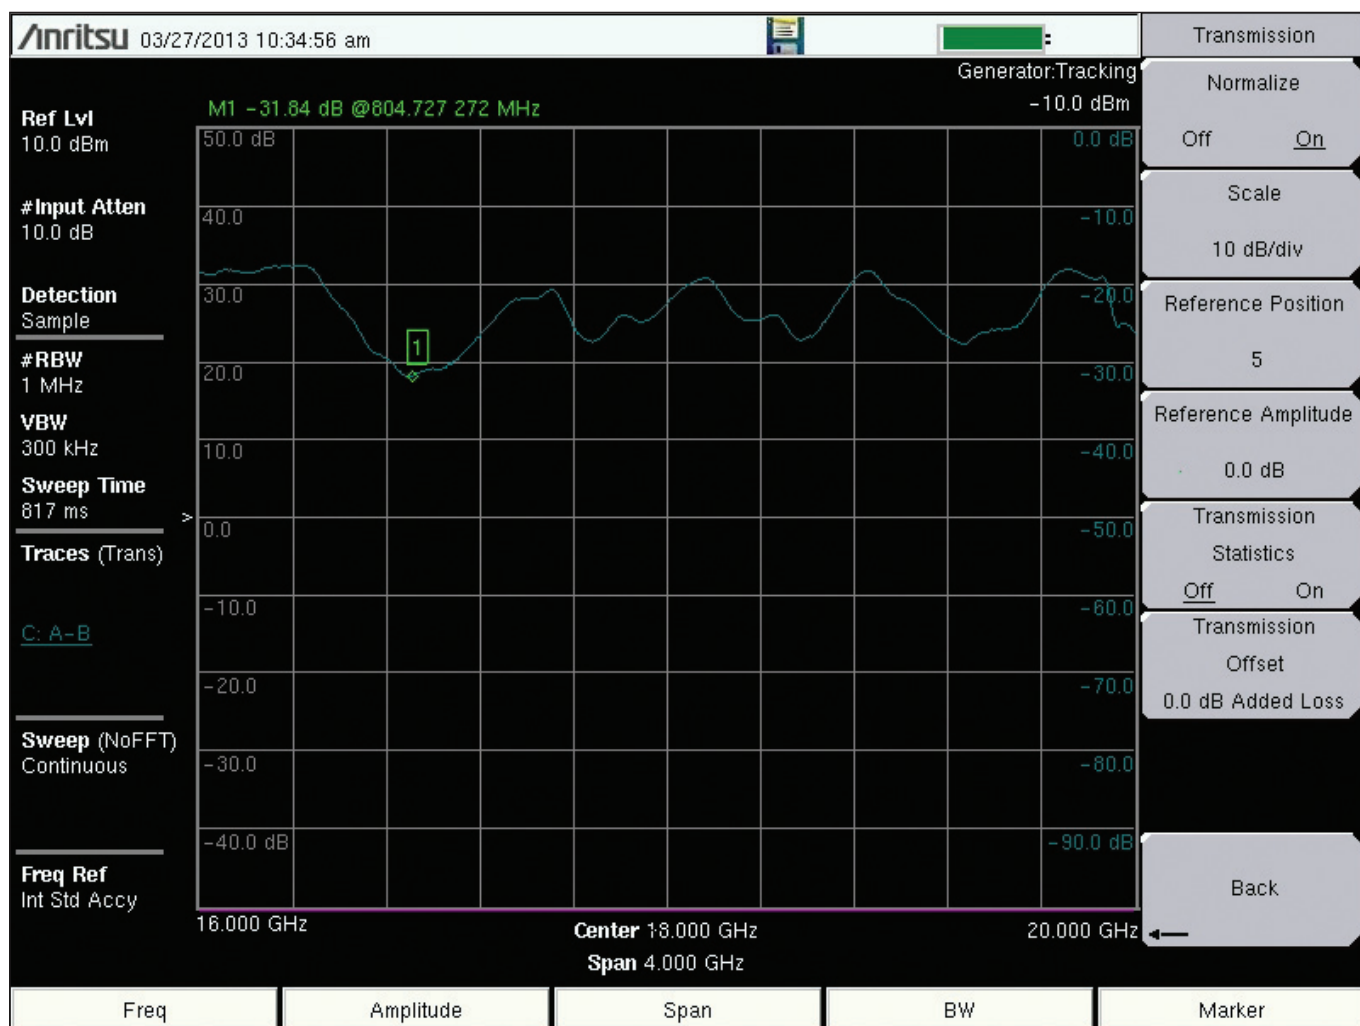 Anritsu 03/27/2013 10:34:56 am
Transmission
Generator:Tracking
-10.0 dBm
M1 -31.84 dB @804.727 272 MHz
Ref Lvl
10.0 dBm
#Input Atten
10.0 dB
Detection
Sample
#RBW
1 MHz
VBW
300 kHz
Sweep Time
817 ms
Traces (Trans)
C: A-B
Sweep (NoFFT)
Continuous
Freq Ref
Int Std Accy
50.0 dB 0.0 dB
40.0 -10.0
30.0 -20.0
1
20.0 -30.0
10.0 -40.0
> 0.0 -50.0
-10.0 -60.0
-20.0 -70.0
-30.0 -80.0
-40.0 dB -90.0 dB
16.000 GHz Center 18.000 GHz 20.000 GHz
Span 4.000 GHz
Normalize
Off On
Scale
10 dB/div
Reference Position
5
Reference Amplitude
0.0 dB
Transmission
Statistics
Off On
Transmission
Offset
0.0 dB Added Loss
Back
Freq Amplitude Span BW Marker